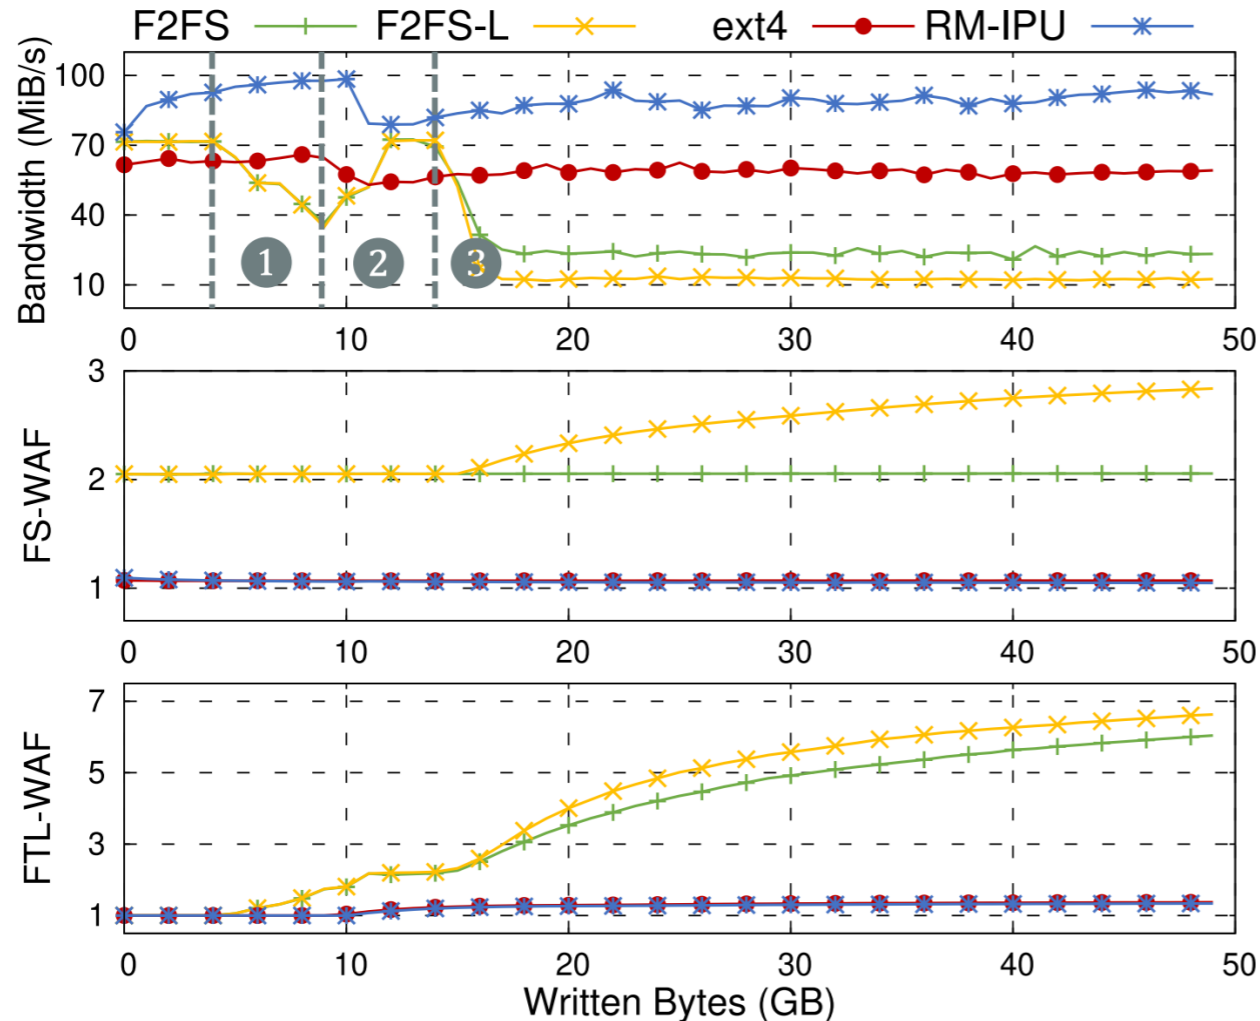 F2FS F2FS-L ext4 RM-IPU
Bandwidth (MiB/s)
100
70
40
10
1 2 3
0 10 20 30 40 50
FS-WAF
3
2
1
0 10 20 30 40 50
FTL-WAF
7
5
3
1
0 10 20 30 40 50
Written Bytes (GB)